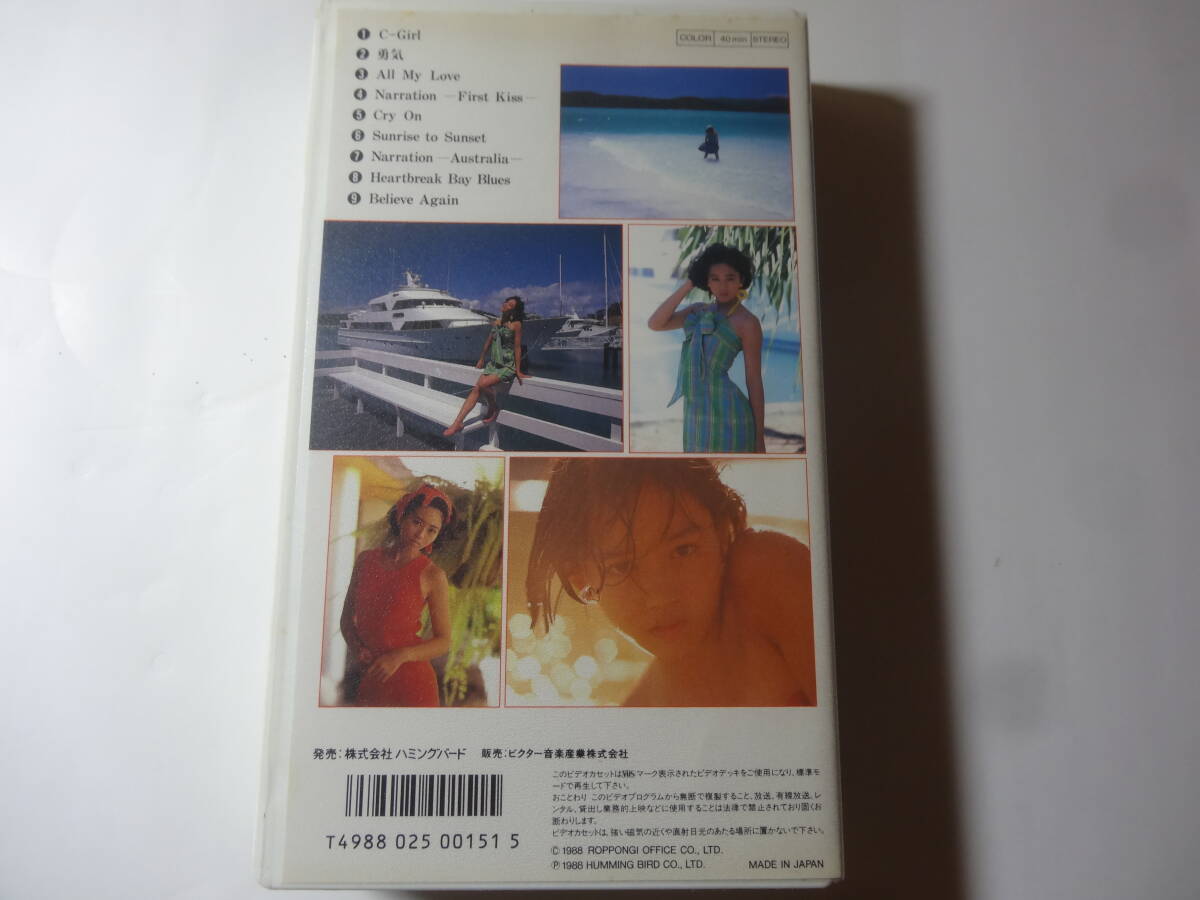 ❶ C-Girl
❷ 勇気
❸ All My Love
❹ Narration —First Kiss—
❺ Cry On
❻ Sunrise to Sunset
❼ Narration —Australia—
❽ Heartbreak Bay Blues
❾ Believe Again
COLOR 40 min STEREO
発売:株式会社ハミングバード 販売:ビクター音楽産業株式会社
T4988 025 00151 5
このビデオカセットはVHSマーク表示されたビデオデッキをご使用になり、標準モ
ードで再生して下さい。
おことわり このビデオプログラムから無断で複製すること、放送、有線放送、レ
ンタル、貸出し業務的上映などに使用することは法律で禁止されており固くお
断わりします。
ビデオカセットは、強い磁気の近くや直射日光のあたる場所に置かないで下さい。
Ⓒ 1988 ROPPONGI OFFICE CO., LTD.
Ⓟ 1988 HUMMING BIRD CO., LTD. MADE IN JAPAN